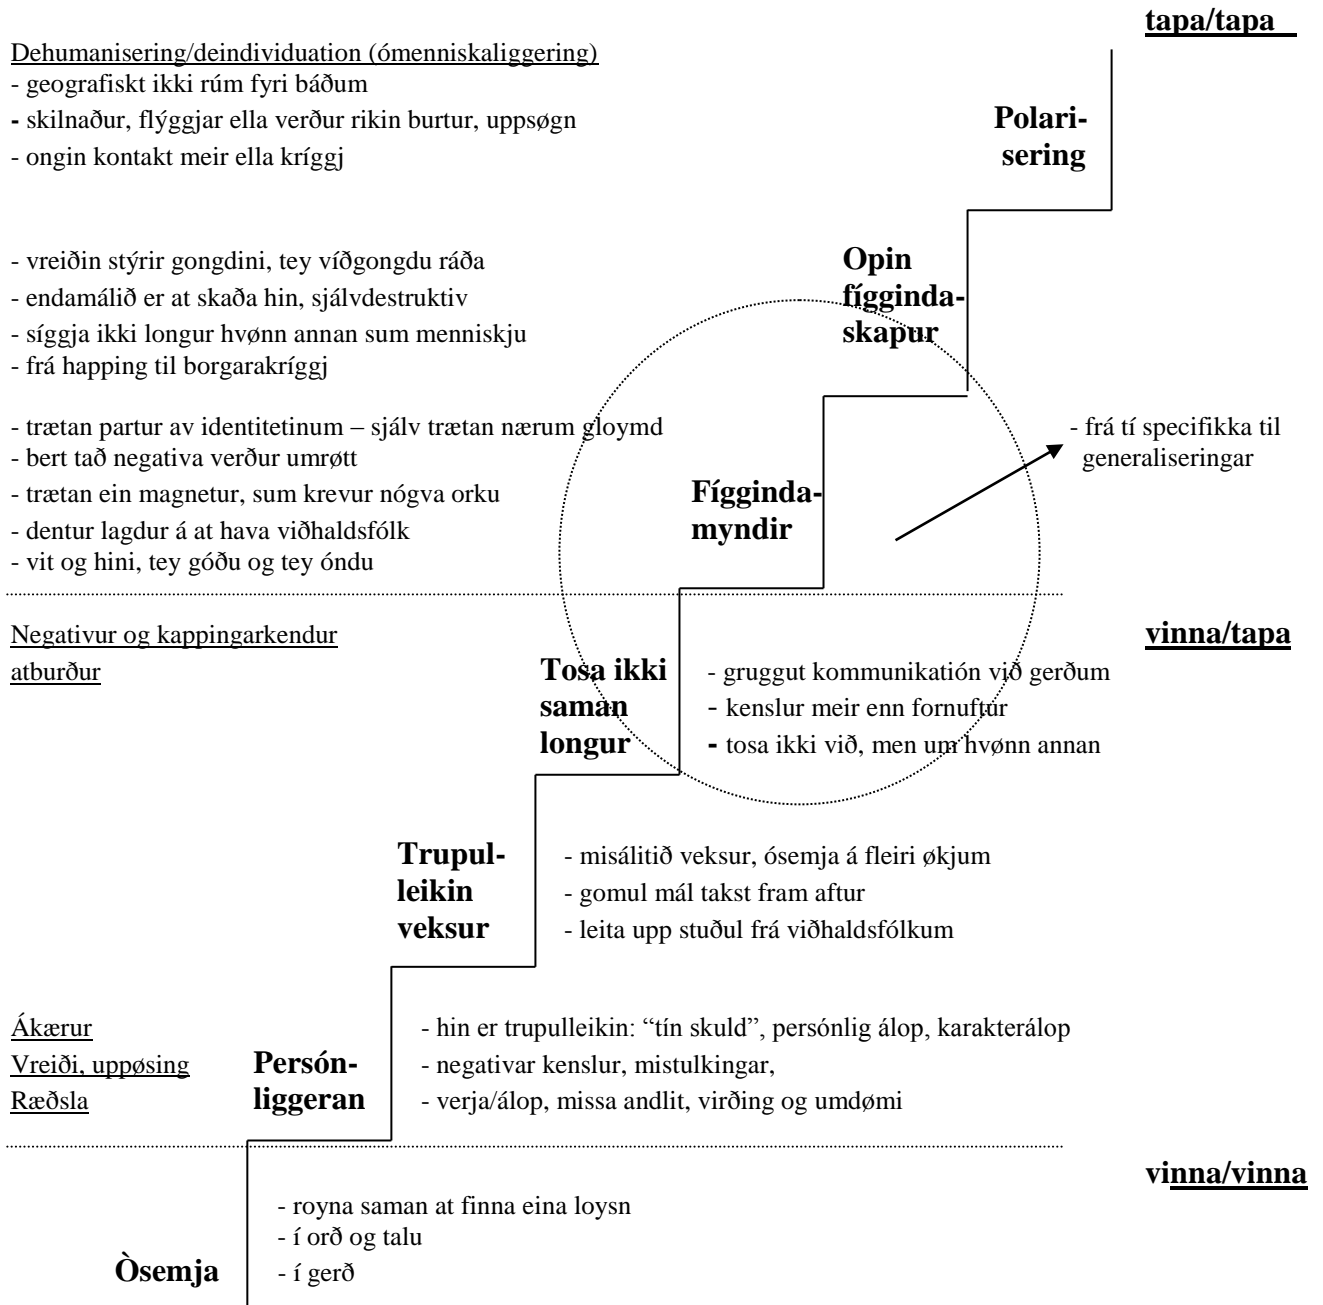 tapa/tapa
Dehumanisering/deindividuation (ómenniskaliggering)
- geografiskt ikki rúm fyri báðum
- skilnaður, flýggjar ella verður rikin burtur, uppsøgn
- ongin kontakt meir ella kríggj
Polari-
sering
- vreiðin stýrir gongdini, tey víðgongdu ráða
- endamálið er at skaða hin, sjálvdestruktiv
- síggja ikki longur hvønn annan sum menniskju
- frá happing til borgarakríggj
Opin
fígginda-
skapur
- trætan partur av identitetinum – sjálv trætan nærum gloymd
- bert tað negativa verður umrøtt
- trætan ein magnetur, sum krevur nógva orku
- dentur lagdur á at hava viðhaldsfólk
- vit og hini, tey góðu og tey óndu
Fígginda-
myndir
- frá tí specifikka til
generaliseringar
Negativur og kappingarkendur
atburður
vinna/tapa
Tosa ikki
saman
longur
- gruggut kommunikatión við gerðum
- kenslur meir enn fornuftur
- tosa ikki við, men um hvønn annan
Trupul-
leikin
veksur
- misálitið veksur, ósemja á fleiri økjum
- gomul mál takst fram aftur
- leita upp stuðul frá viðhaldsfólkum
Ákærur
Vreiði, uppøsing
Ræðsla
Persón-
liggeran
- hin er trupulleikin: “tín skuld”, persónlig álop, karakterálop
- negativar kenslur, mistulkingar,
- verja/álop, missa andlit, virðing og umdømi
vinna/vinna
- royna saman at finna eina loysn
- í orð og talu
- í gerð
Òsemja